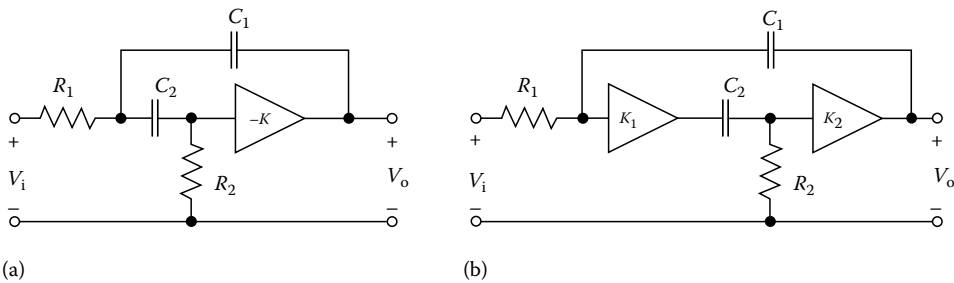 C₁
R₁ C₂
−K
+ +
Vᵢ R₂ Vₒ
− −
(a)
C₁
R₁ C₂
K₁ K₂
+ +
Vᵢ R₂ Vₒ
− −
(b)